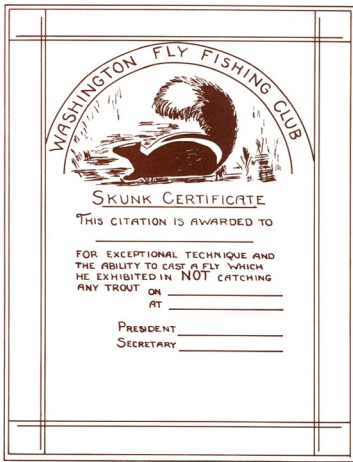 WASHINGTON FLY FISHING CLUB
SKUNK CERTIFICATE
THIS CITATION IS AWARDED TO
FOR EXCEPTIONAL TECHNIQUE AND
THE ABILITY TO CAST A FLY WHICH
HE EXHIBITED IN NOT CATCHING
ANY TROUT ON
AT
PRESIDENT
SECRETARY